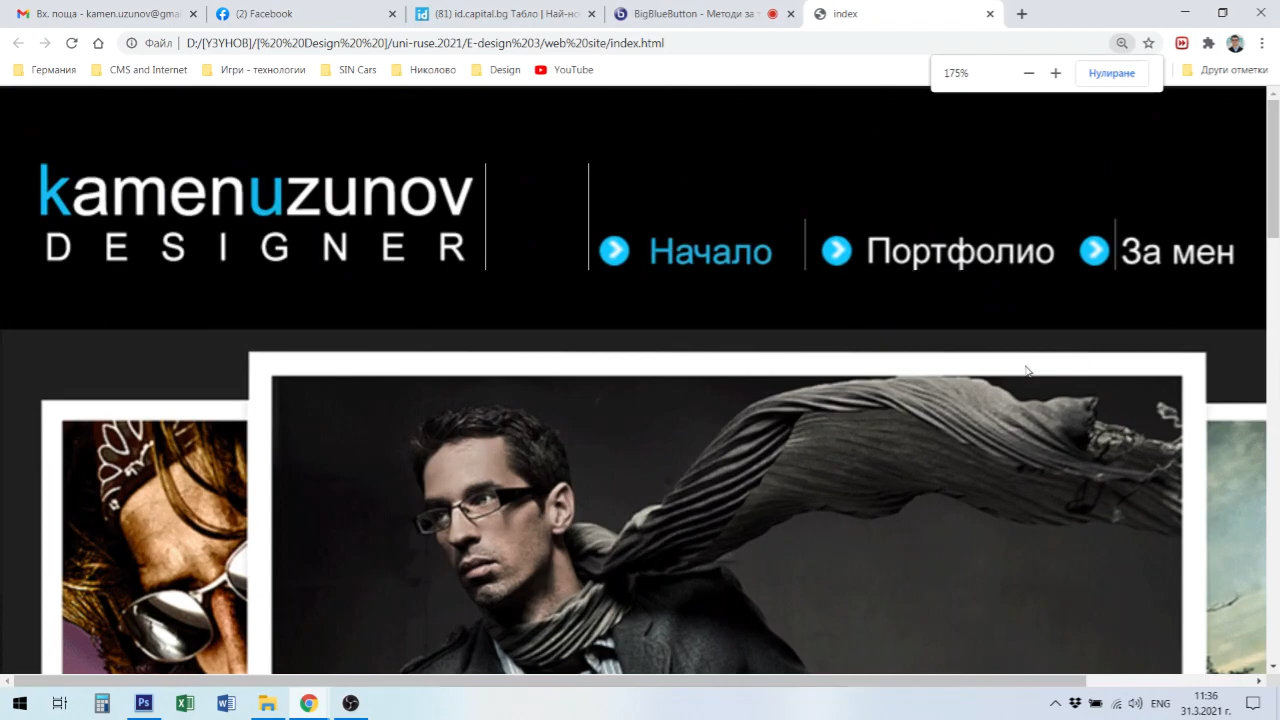 Вх. поща - kamen.uzunov@gmai
(2) Facebook
(81) id.capital.bg Табло | Най-но
BigBlueButton - Методи за
index
Файл
D:/[Y3YHOB]/[%20%20Design%20%20]/uni-ruse.2021/E-design%203/web%20site/index.html
Германия
CMS and Internet
Игри - технологии
SIN Cars
Николово
Design
YouTube
Други отметки
175%
Нулиране
kamenuzunov
DESIGNER
Начало
Портфолио
За мен
ENG
11:36
31.3.2021 г.